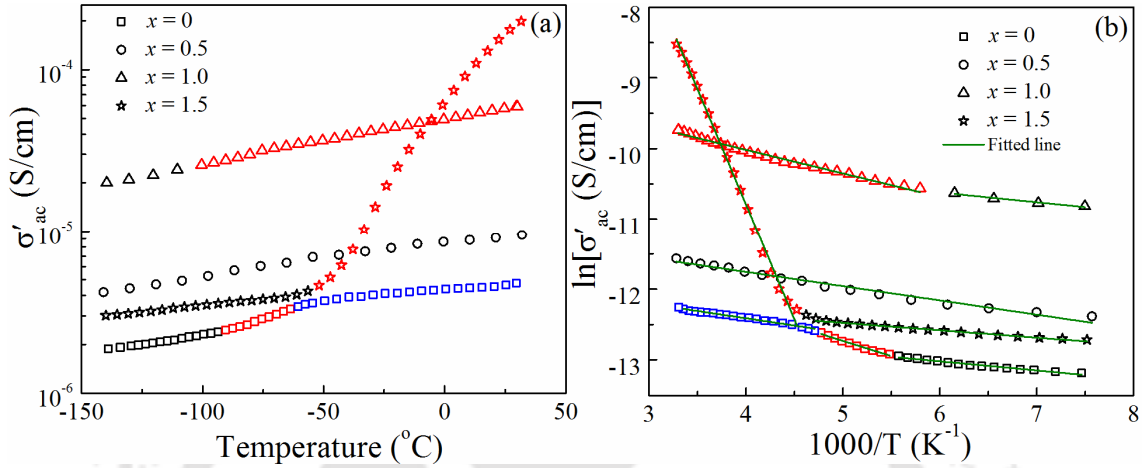 (a)
x = 0
x = 0.5
x = 1.0
x = 1.5
10⁻⁴
10⁻⁵
10⁻⁶
σ′ac (S/cm)
-150 -100 -50 0 50
Temperature (°C)
(b)
x = 0
x = 0.5
x = 1.0
x = 1.5
Fitted line
-8
-9
-10
-11
-12
-13
ln[σ′ac (S/cm)]
3 4 5 6 7 8
1000/T (K⁻¹)